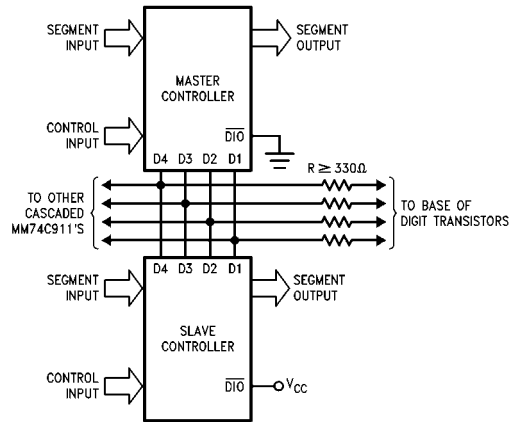 SEGMENT
INPUT
SEGMENT
OUTPUT
MASTER
CONTROLLER
CONTROL
INPUT
DIO
D4 D3 D2 D1
R ≥ 330Ω
TO OTHER
CASCADED
MM74C911'S
TO BASE OF
DIGIT TRANSISTORS
D4 D3 D2 D1
SEGMENT
INPUT
SEGMENT
OUTPUT
SLAVE
CONTROLLER
CONTROL
INPUT
DIO
VCC